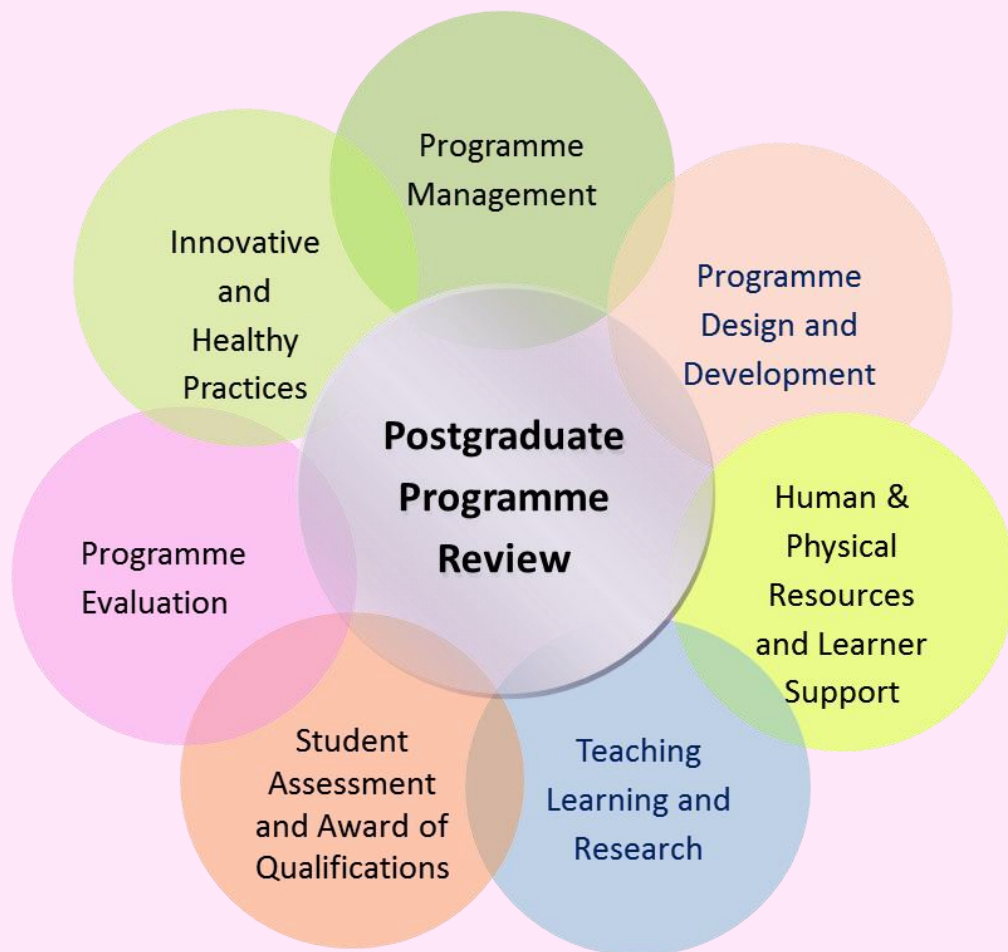 Programme
Management
Programme
Design and
Development
Human &
Physical
Resources
and Learner
Support
Teaching
Learning and
Research
Student
Assessment
and Award of
Qualifications
Programme
Evaluation
Innovative
and
Healthy
Practices
Postgraduate
Programme
Review